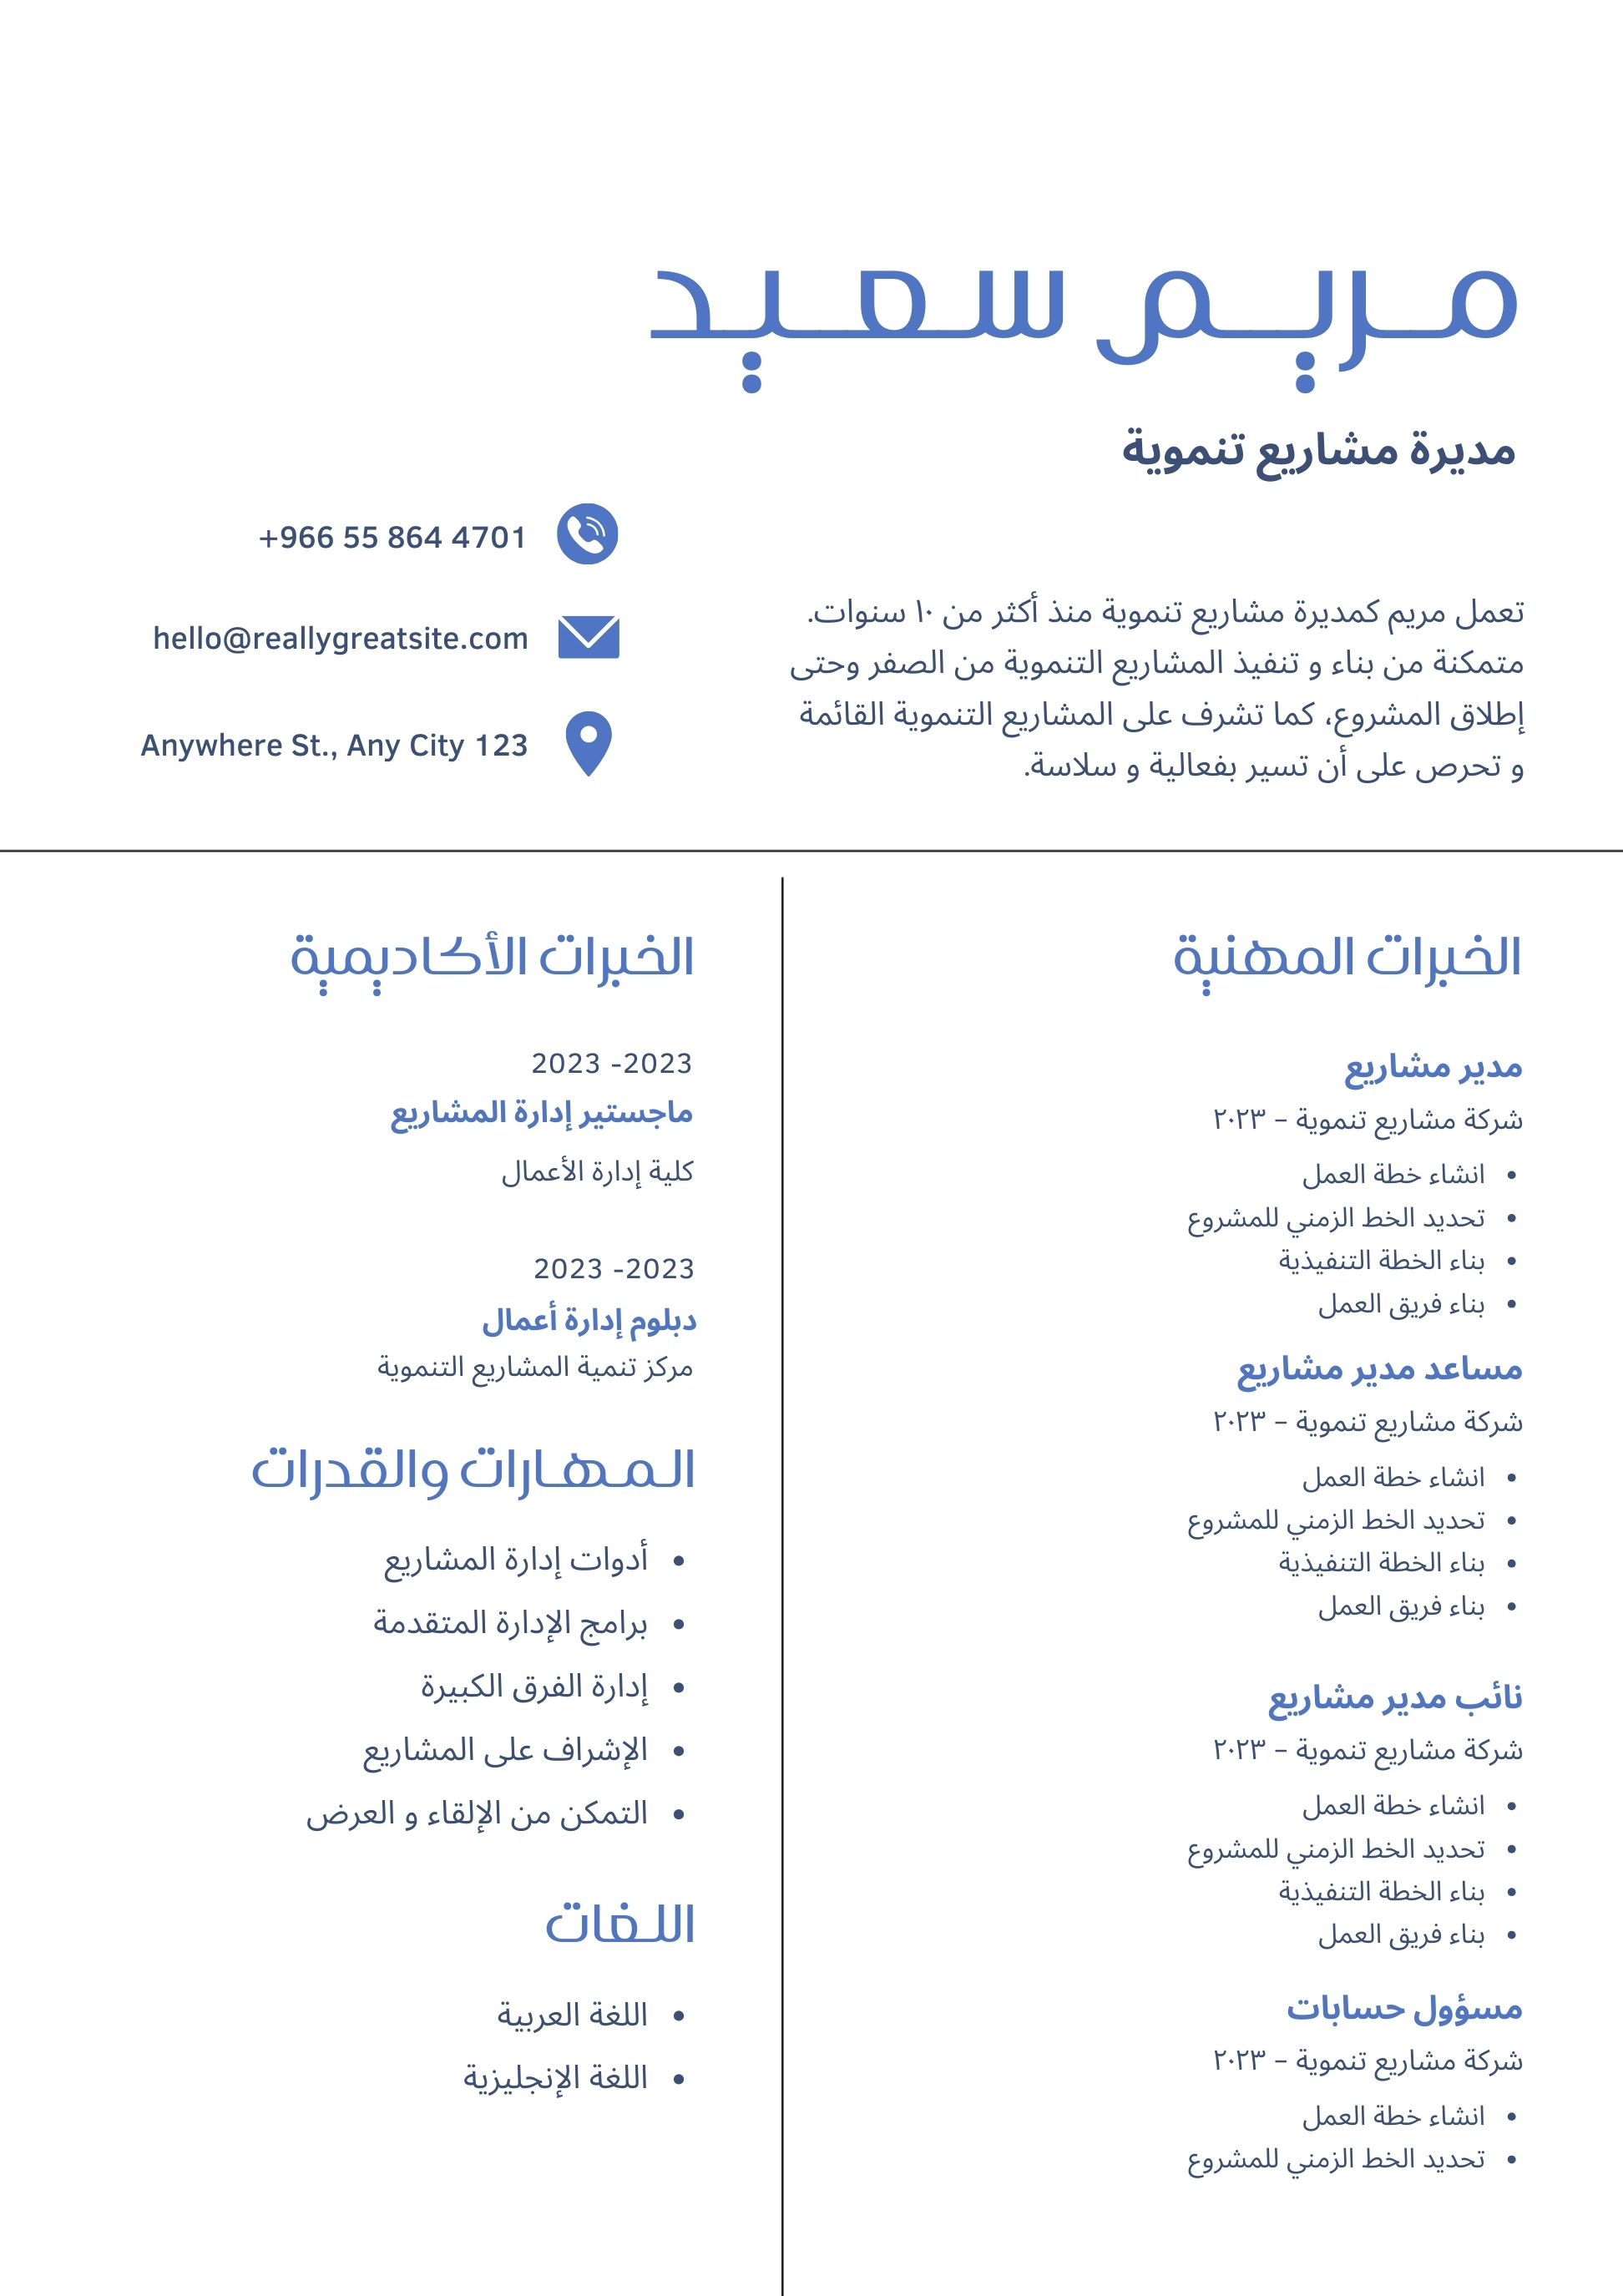 مريم سعيد
مديرة مشاريع تنموية
تعمل مريم كمديرة مشاريع تنموية منذ أكثر من ١٠ سنوات.
متمكنة من بناء و تنفيذ المشاريع التنموية من الصفر وحتى
إطلاق المشروع، كما تشرف على المشاريع التنموية القائمة
و تحرص على أن تسير بفعالية و سلاسة.
+966 55 864 4701
hello@reallygreatsite.com
Anywhere St., Any City 123
الخبرات المهنية
مدير مشاريع
شركة مشاريع تنموية – ٢٠٢٣
• انشاء خطة العمل
• تحديد الخط الزمني للمشروع
• بناء الخطة التنفيذية
• بناء فريق العمل
مساعد مدير مشاريع
شركة مشاريع تنموية – ٢٠٢٣
• انشاء خطة العمل
• تحديد الخط الزمني للمشروع
• بناء الخطة التنفيذية
• بناء فريق العمل
نائب مدير مشاريع
شركة مشاريع تنموية – ٢٠٢٣
• انشاء خطة العمل
• تحديد الخط الزمني للمشروع
• بناء الخطة التنفيذية
• بناء فريق العمل
مسؤول حسابات
شركة مشاريع تنموية – ٢٠٢٣
• انشاء خطة العمل
• تحديد الخط الزمني للمشروع
الخبرات الأكاديمية
2023 -2023
ماجستير إدارة المشاريع
كلية إدارة الأعمال
2023 -2023
دبلوم إدارة أعمال
مركز تنمية المشاريع التنموية
المهارات والقدرات
• أدوات إدارة المشاريع
• برامج الإدارة المتقدمة
• إدارة الفرق الكبيرة
• الإشراف على المشاريع
• التمكن من الإلقاء و العرض
اللغات
• اللغة العربية
• اللغة الإنجليزية